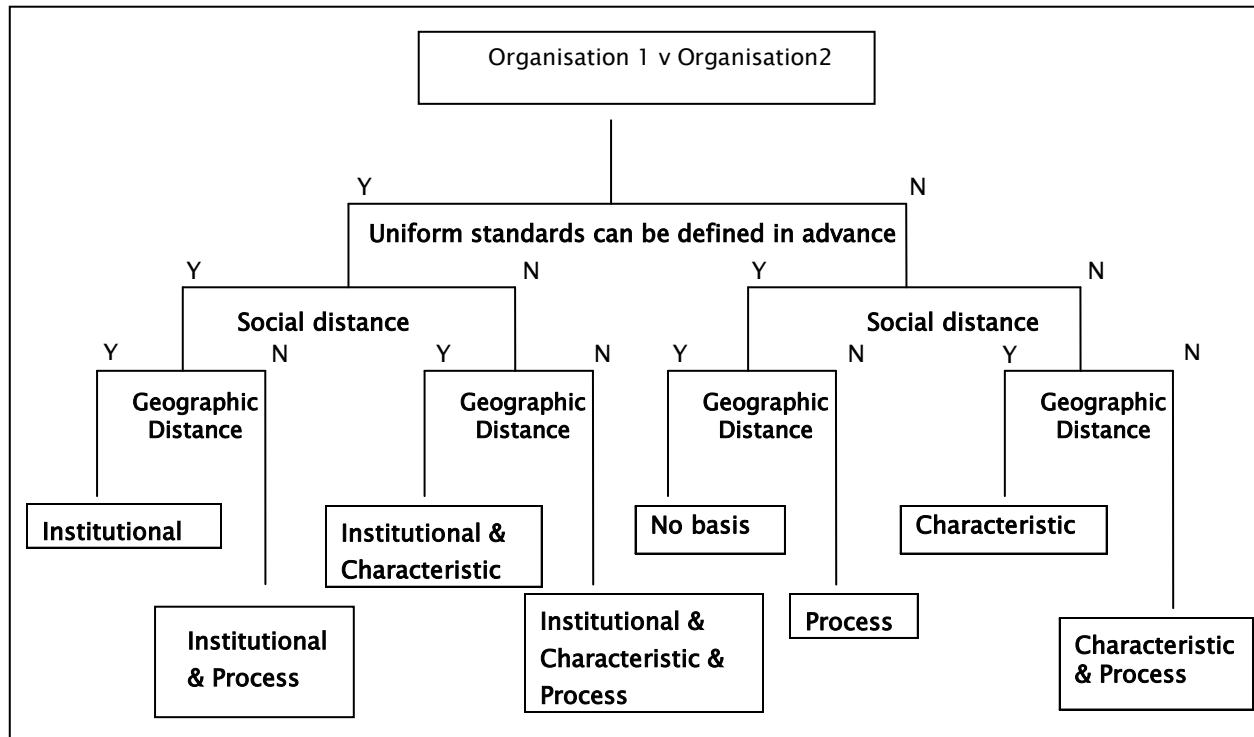 Organisation 1 v Organisation2
Y
N
Uniform standards can be defined in advance
Y
N
Y
N
Social distance
Social distance
Y
N
Y
N
Y
N
Y
N
Geographic
Distance
Geographic
Distance
Geographic
Distance
Geographic
Distance
Institutional
Institutional &
Characteristic
No basis
Characteristic
Institutional
& Process
Institutional &
Characteristic &
Process
Process
Characteristic
& Process